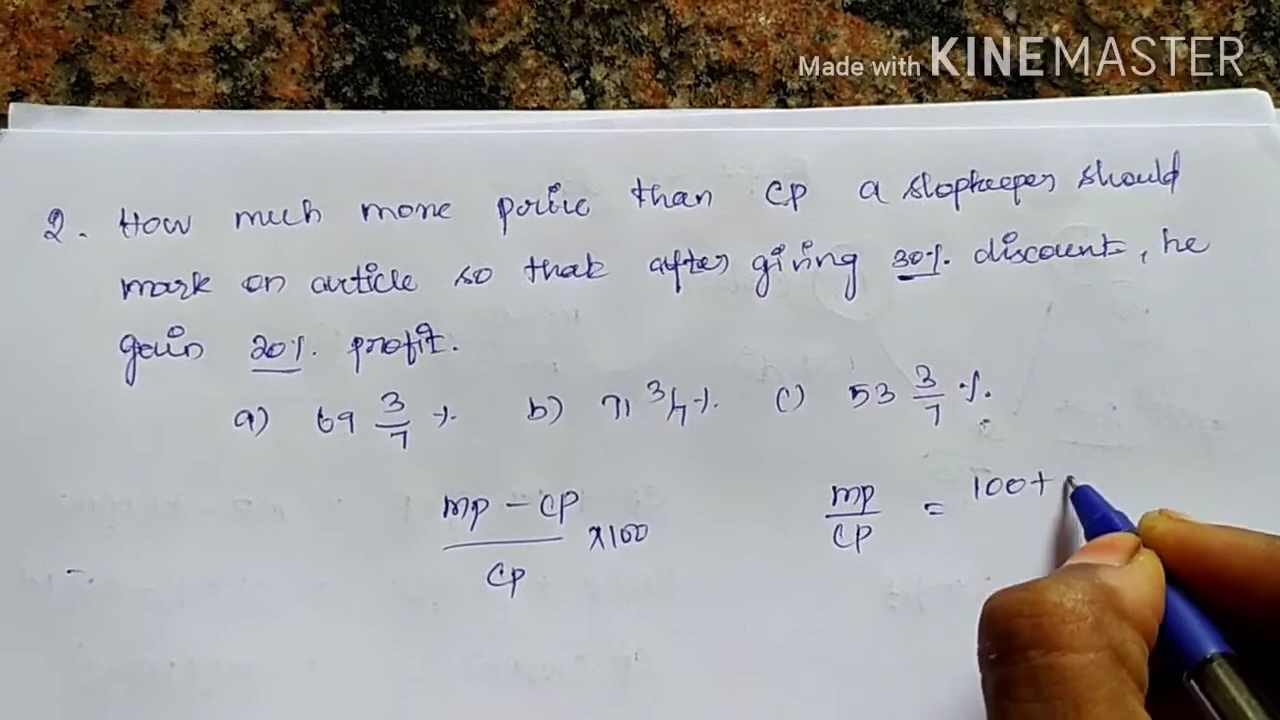 Made with KINEMASTER
2. How much more price than CP a shopkeeper should
mark an article so that after giving 30%. discount, he
gain 20%. profit.
a) 69 3/7 %. b) 71 3/7 %. c) 53 3/7 %.
MP - CP / CP x100
MP / CP = 100+